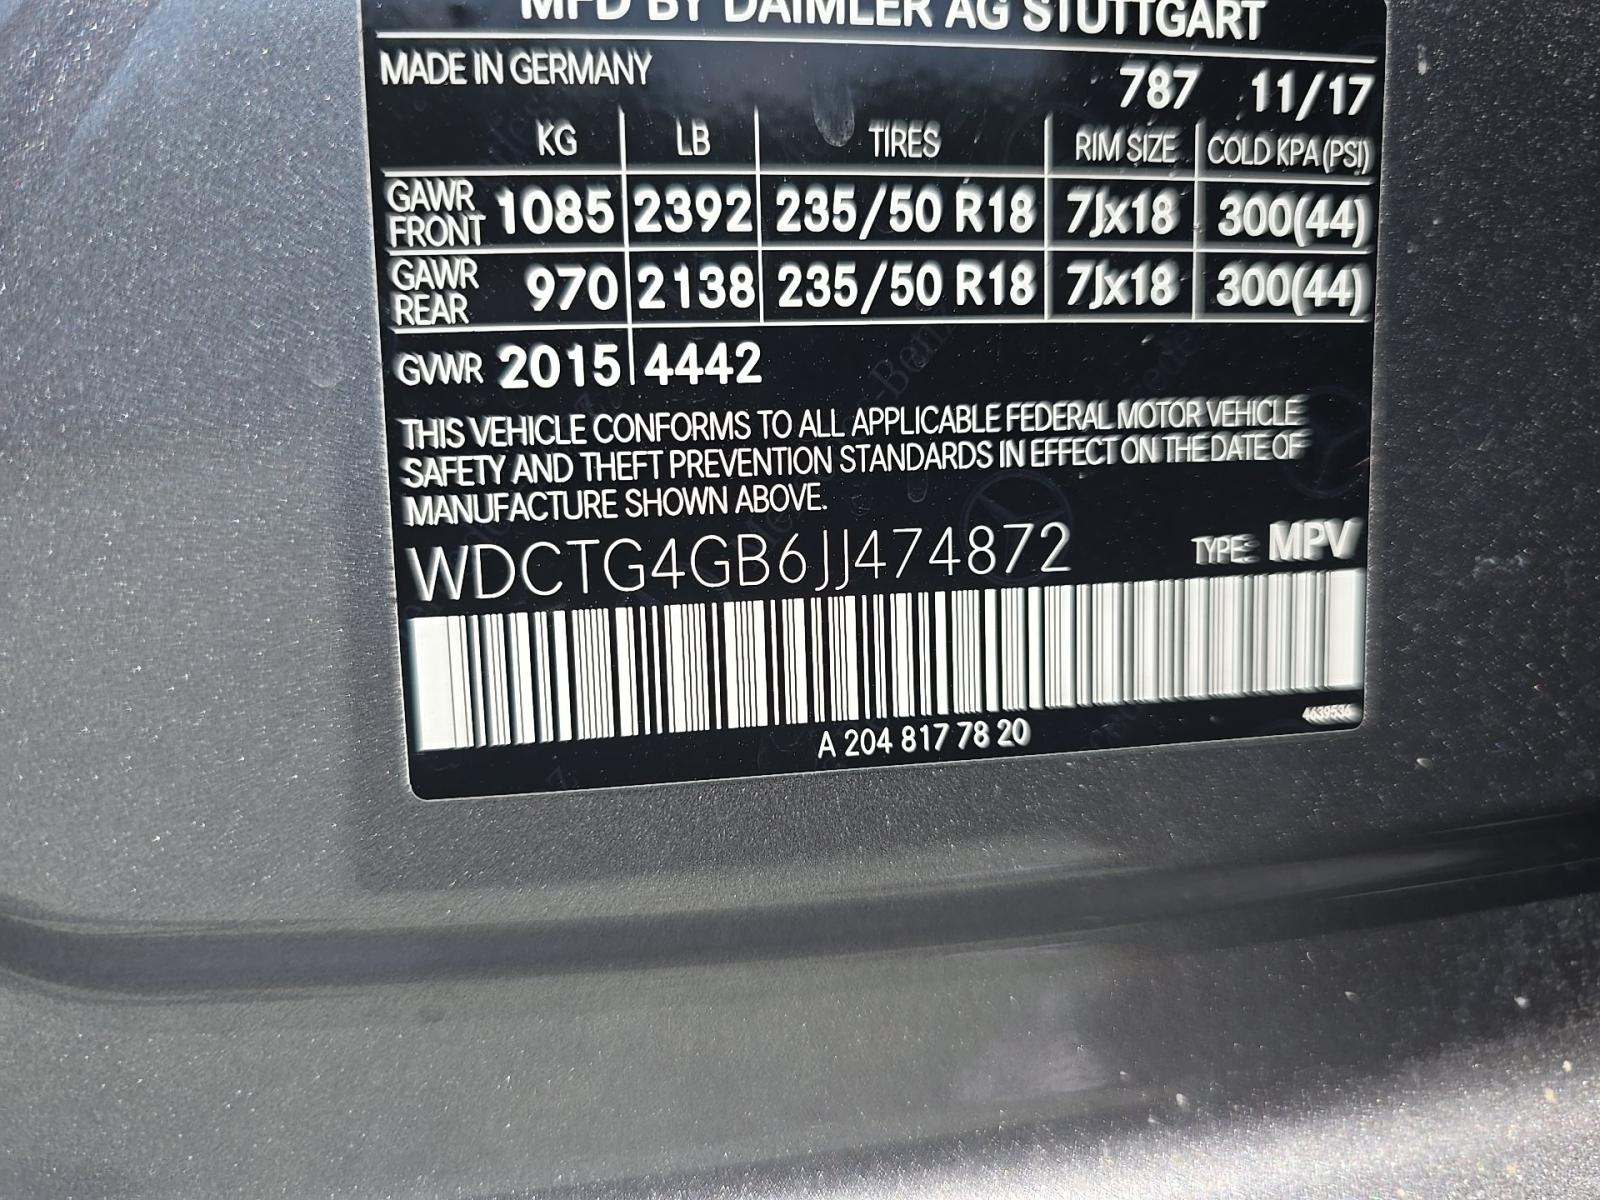 MFD BY DAIMLER AG STUTTGART
MADE IN GERMANY
787 11/17
KG LB TIRES RIM SIZE COLD KPA (PSI)
GAWR FRONT 1085 2392 235/50 R18 7Jx18 300(44)
GAWR REAR 970 2138 235/50 R18 7Jx18 300(44)
GVWR 2015 4442
THIS VEHICLE CONFORMS TO ALL APPLICABLE FEDERAL MOTOR VEHICLE
SAFETY AND THEFT PREVENTION STANDARDS IN EFFECT ON THE DATE OF
MANUFACTURE SHOWN ABOVE.
WDCTG4GB6JJ474872 TYPE: MPV
4639536
A 204 817 78 20